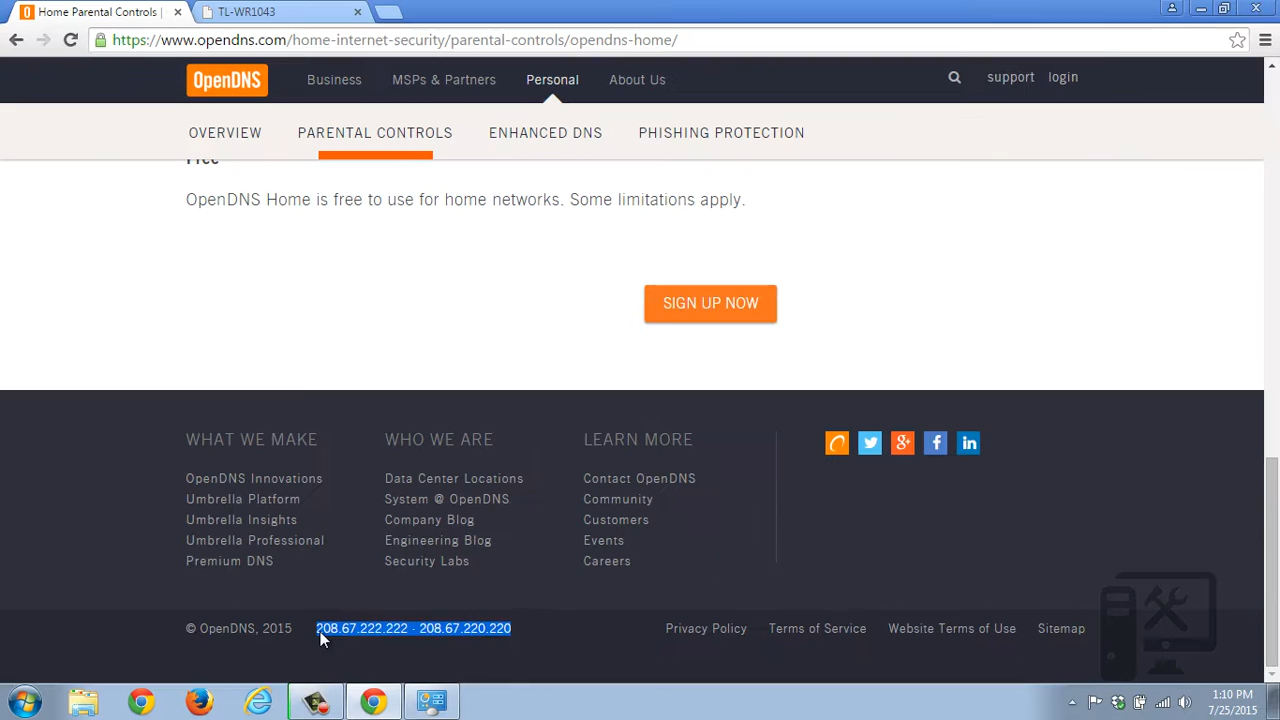 Home Parental Controls |
TL-WR1043
https://www.opendns.com/home-internet-security/parental-controls/opendns-home/
OpenDNS Business MSPs & Partners Personal About Us support login
OVERVIEW PARENTAL CONTROLS ENHANCED DNS PHISHING PROTECTION
Free
OpenDNS Home is free to use for home networks. Some limitations apply.
SIGN UP NOW
WHAT WE MAKE
OpenDNS Innovations
Umbrella Platform
Umbrella Insights
Umbrella Professional
Premium DNS
WHO WE ARE
Data Center Locations
System @ OpenDNS
Company Blog
Engineering Blog
Security Labs
LEARN MORE
Contact OpenDNS
Community
Customers
Events
Careers
© OpenDNS, 2015 208.67.222.222 - 208.67.220.220 Privacy Policy Terms of Service Website Terms of Use Sitemap
1:10 PM
7/25/2015